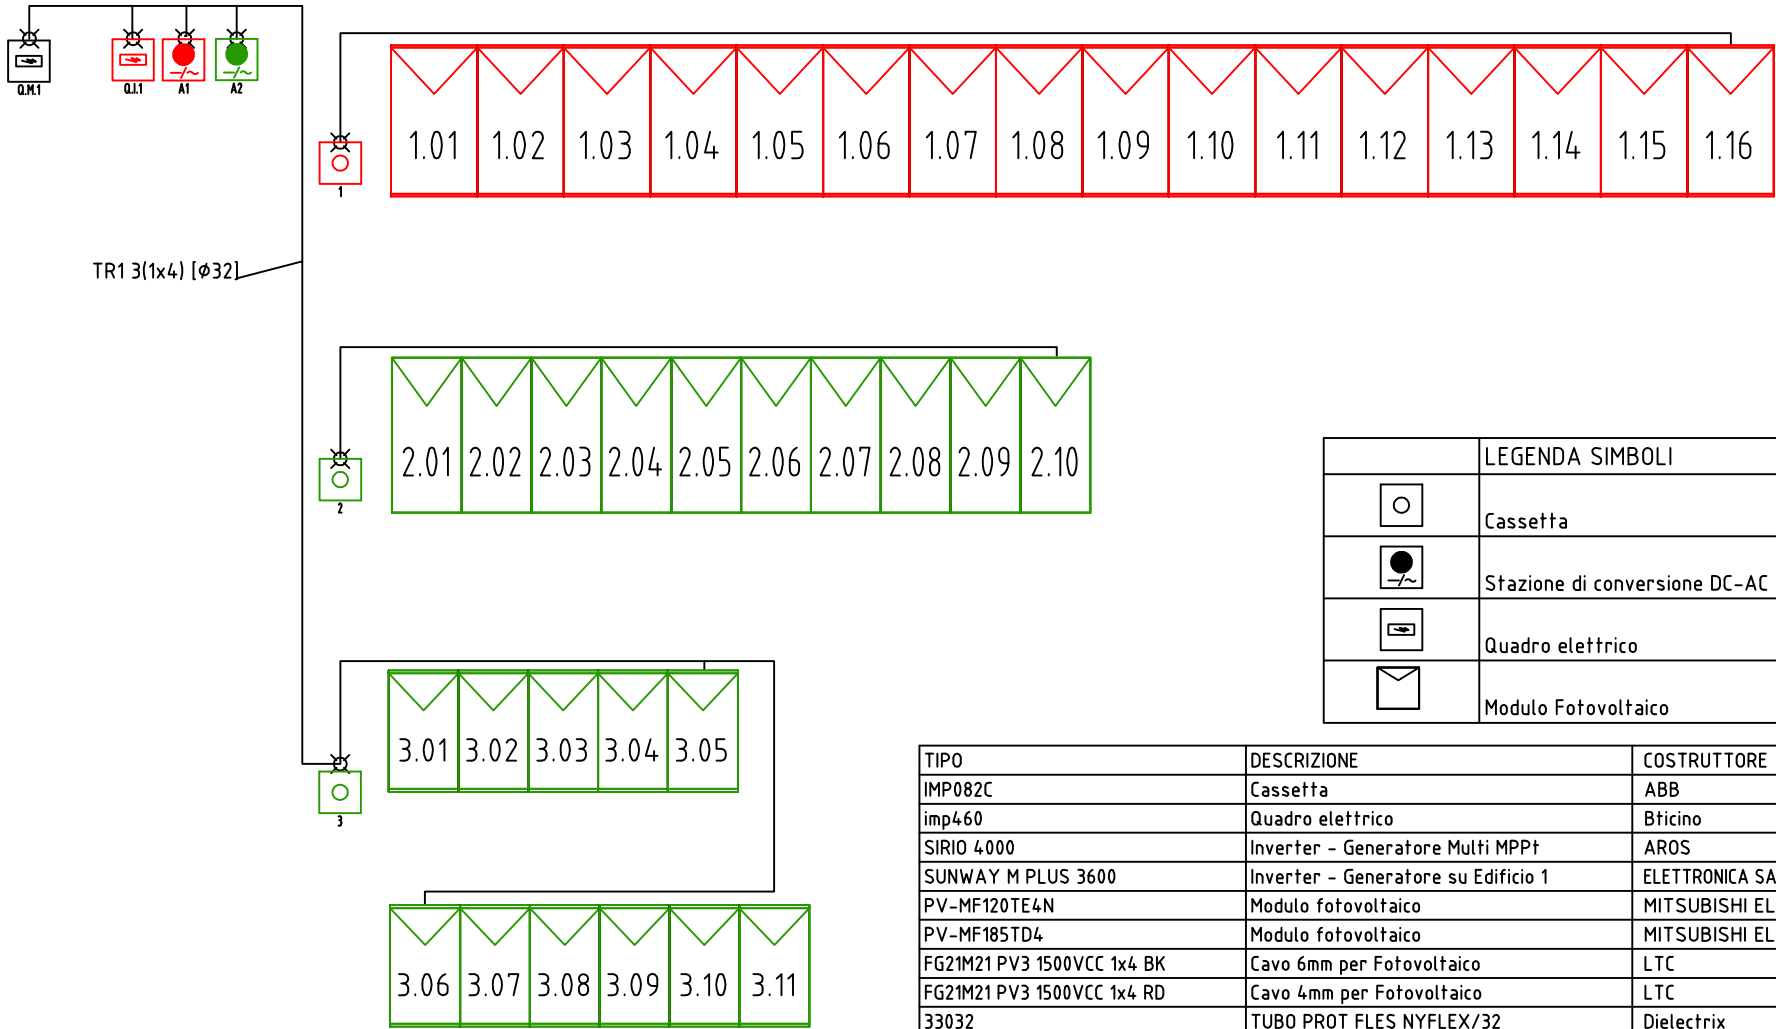 Q.M.1 Q.I.1 A1 A2
1.01 1.02 1.03 1.04 1.05 1.06 1.07 1.08 1.09 1.10 1.11 1.12 1.13 1.14 1.15 1.16
1
TR1 3(1x4) [Ø32]
2.01 2.02 2.03 2.04 2.05 2.06 2.07 2.08 2.09 2.10
2
3.01 3.02 3.03 3.04 3.05
3
3.06 3.07 3.08 3.09 3.10 3.11
LEGENDA SIMBOLI
Cassetta
Stazione di conversione DC-AC
Quadro elettrico
Modulo Fotovoltaico
TIPO DESCRIZIONE COSTRUTTORE
IMP082C Cassetta ABB
imp460 Quadro elettrico Bticino
SIRIO 4000 Inverter - Generatore Multi MPPt AROS
SUNWAY M PLUS 3600 Inverter - Generatore su Edificio 1 ELETTRONICA SA
PV-MF120TE4N Modulo fotovoltaico MITSUBISHI EL
PV-MF185TD4 Modulo fotovoltaico MITSUBISHI EL
FG21M21 PV3 1500VCC 1x4 BK Cavo 6mm per Fotovoltaico LTC
FG21M21 PV3 1500VCC 1x4 RD Cavo 4mm per Fotovoltaico LTC
33032 TUBO PROT FLES NYFLEX/32 Dielectrix